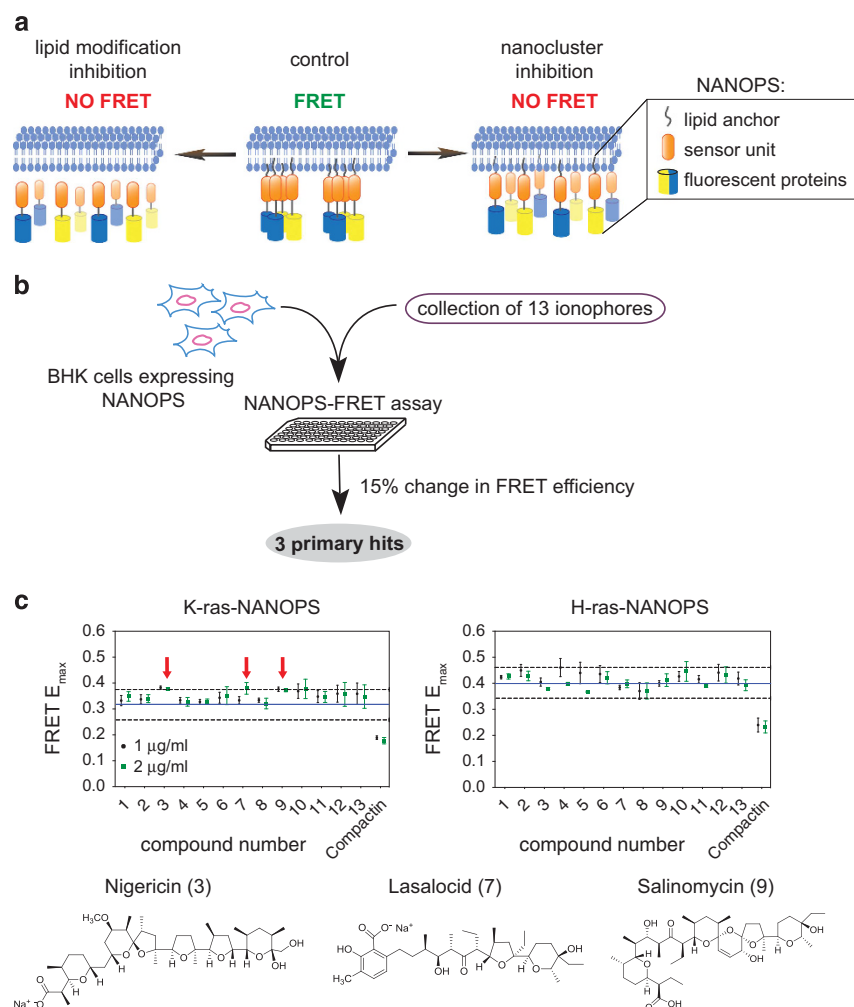 a
lipid modification
inhibition
NO FRET
control
FRET
nanocluster
inhibition
NO FRET
NANOPS:
lipid anchor
sensor unit
fluorescent proteins
b
collection of 13 ionophores
BHK cells expressing
NANOPS
NANOPS-FRET assay
15% change in FRET efficiency
3 primary hits
c
K-ras-NANOPS
FRET Emax
0.6
0.5
0.4
0.3
0.2
0.1
0.0
1 µg/ml
2 µg/ml
1 2 3 4 5 6 7 8 9 10 11 12 13 Compactin
compound number
H-ras-NANOPS
FRET Emax
0.6
0.5
0.4
0.3
0.2
0.1
0.0
1 2 3 4 5 6 7 8 9 10 11 12 13 Compactin
compound number
Nigericin (3)
H₃CO
O O O O O O
H H H H H
OH
OH
O
Na⁺ ⁻O
Lasalocid (7)
O O⁻ Na⁺
HO
H₃C
OH O
H O
H O
OH
Salinomycin (9)
OH
O
H O O O O
H
OH
OH
O H
H
O OH